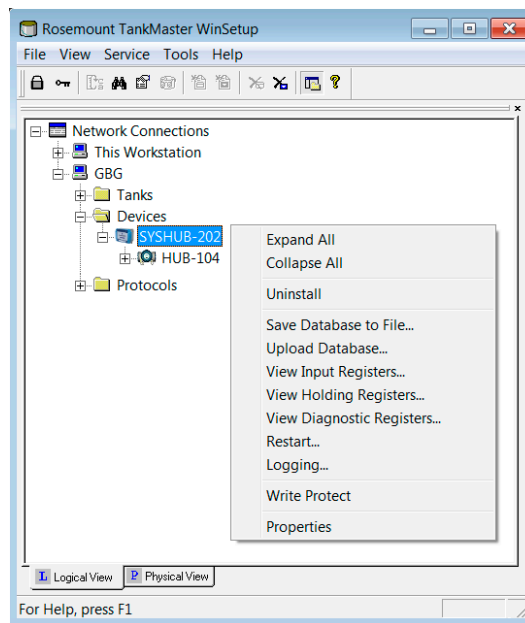 Rosemount TankMaster WinSetup
File View Service Tools Help
Network Connections
This Workstation
GBG
Tanks
Devices
SYSHUB-202
HUB-104
Protocols
Expand All
Collapse All
Uninstall
Save Database to File...
Upload Database...
View Input Registers...
View Holding Registers...
View Diagnostic Registers...
Restart...
Logging...
Write Protect
Properties
L Logical View P Physical View
For Help, press F1